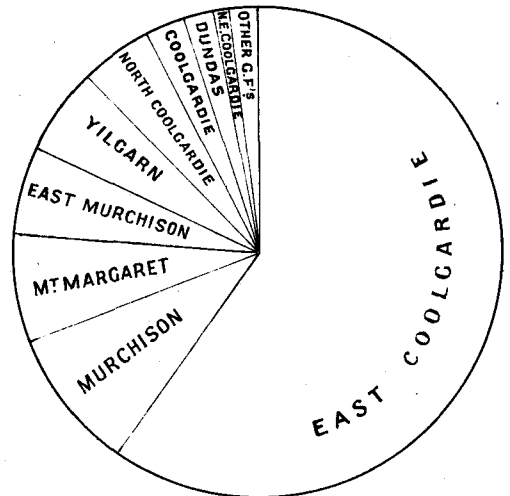 OTHER G.F'S
N.E. COOLGARDIE
DUNDAS
COOLGARDIE
NORTH COOLGARDIE
YILGARN
EAST MURCHISON
MT MARGARET
MURCHISON
EAST COOLGARDIE